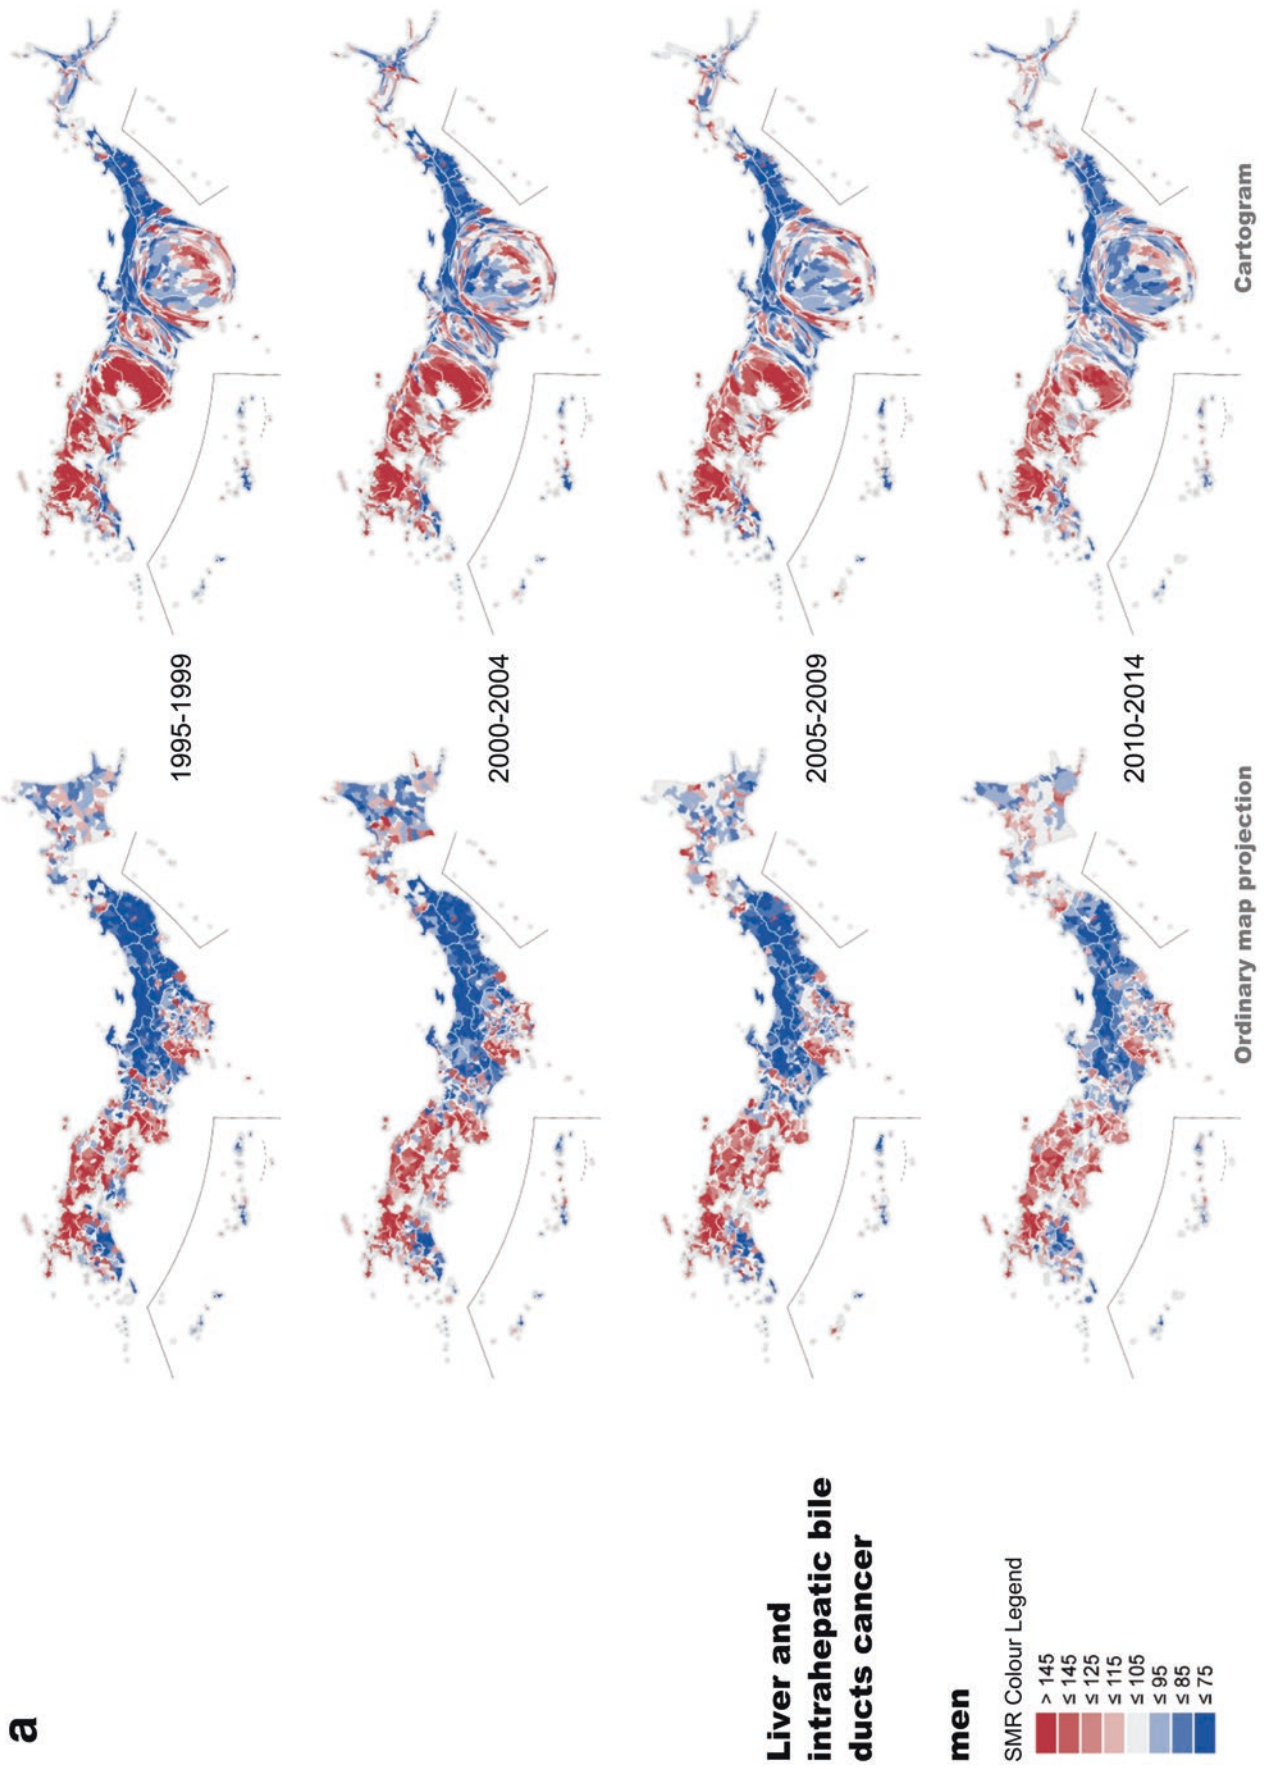 a
Liver and
intrahepatic bile
ducts cancer
men
SMR Colour Legend
> 145
≤ 145
≤ 125
≤ 115
≤ 105
≤ 95
≤ 85
≤ 75
1995-1999
2000-2004
2005-2009
2010-2014
Ordinary map projection
Cartogram